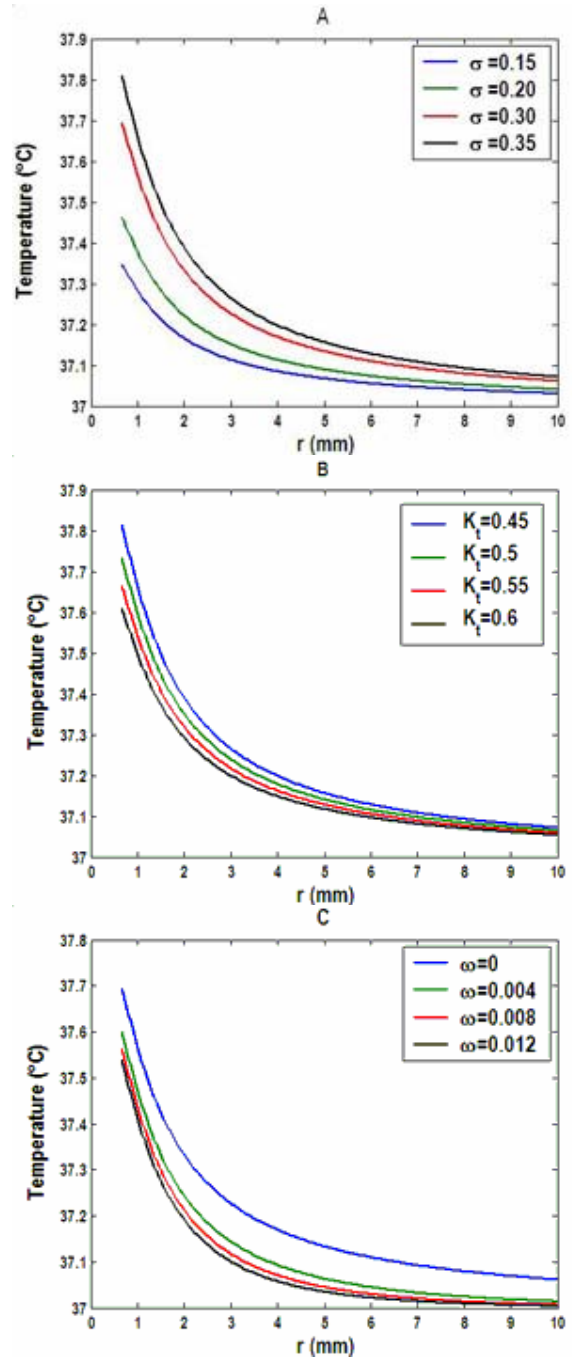 A
37.9
37.8
37.7
37.6
37.5
37.4
37.3
37.2
37.1
37
Temperature (°C)
σ=0.15
σ=0.20
σ=0.30
σ=0.35
0 1 2 3 4 5 6 7 8 9 10
r (mm)
B
37.9
37.8
37.7
37.6
37.5
37.4
37.3
37.2
37.1
37
Temperature (°C)
Kt=0.45
Kt=0.5
Kt=0.55
Kt=0.6
0 1 2 3 4 5 6 7 8 9 10
r (mm)
C
37.8
37.7
37.6
37.5
37.4
37.3
37.2
37.1
37
Temperature (°C)
ω=0
ω=0.004
ω=0.008
ω=0.012
0 1 2 3 4 5 6 7 8 9 10
r (mm)